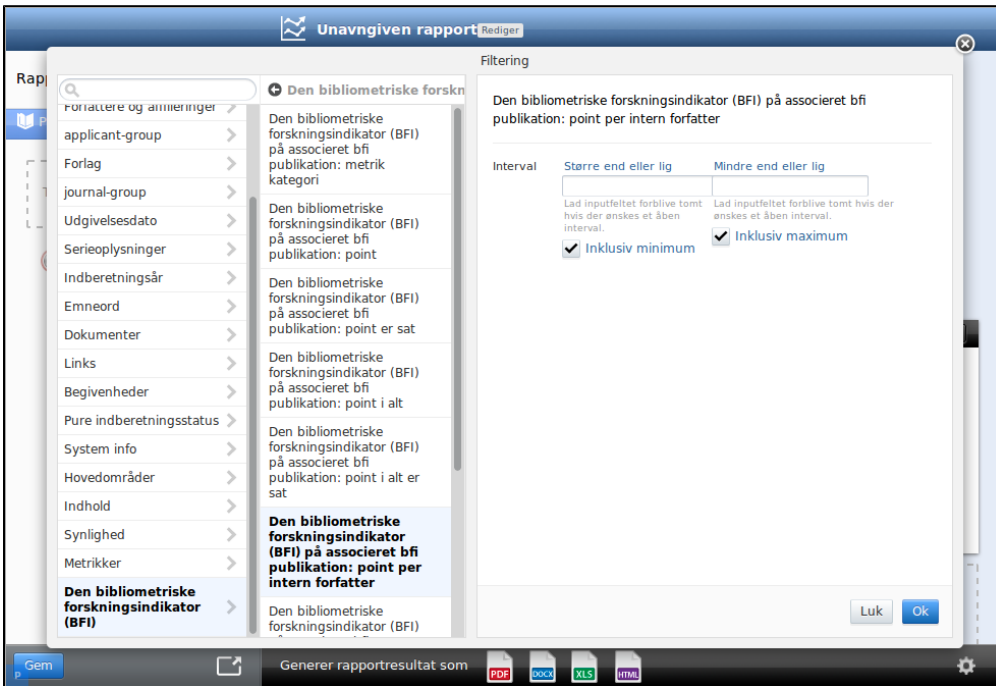 Unavngiven rapport Rediger
Filtering
Rap
P
T
Forfattere og affilieringer
applicant-group
Forlag
journal-group
Udgivelsesdato
Serieoplysninger
Indberetningsår
Emneord
Dokumenter
Links
Begivenheder
Pure indberetningsstatus
System info
Hovedområder
Indhold
Synlighed
Metrikker
Den bibliometriske
forskningsindikator
(BFI)
Den bibliometriske forskn
Den bibliometriske
forskningsindikator (BFI)
på associeret bfi
publikation: metrik
kategori
Den bibliometriske
forskningsindikator (BFI)
på associeret bfi
publikation: point
Den bibliometriske
forskningsindikator (BFI)
på associeret bfi
publikation: point er sat
Den bibliometriske
forskningsindikator (BFI)
på associeret bfi
publikation: point i alt
Den bibliometriske
forskningsindikator (BFI)
på associeret bfi
publikation: point i alt er
sat
Den bibliometriske
forskningsindikator
(BFI) på associeret bfi
publikation: point per
intern forfatter
Den bibliometriske
forskningsindikator (BFI)
Den bibliometriske forskningsindikator (BFI) på associeret bfi
publikation: point per intern forfatter
Interval
Større end eller lig
Lad inputfeltet forblive tomt
hvis der ønskes et åben
interval.
Inklusiv minimum
Mindre end eller lig
Lad inputfeltet forblive tomt hvis der
ønskes et åben interval.
Inklusiv maximum
Luk
Ok
Gem
P
Generer rapportresultat som
PDF
DOCX
XLS
HTML